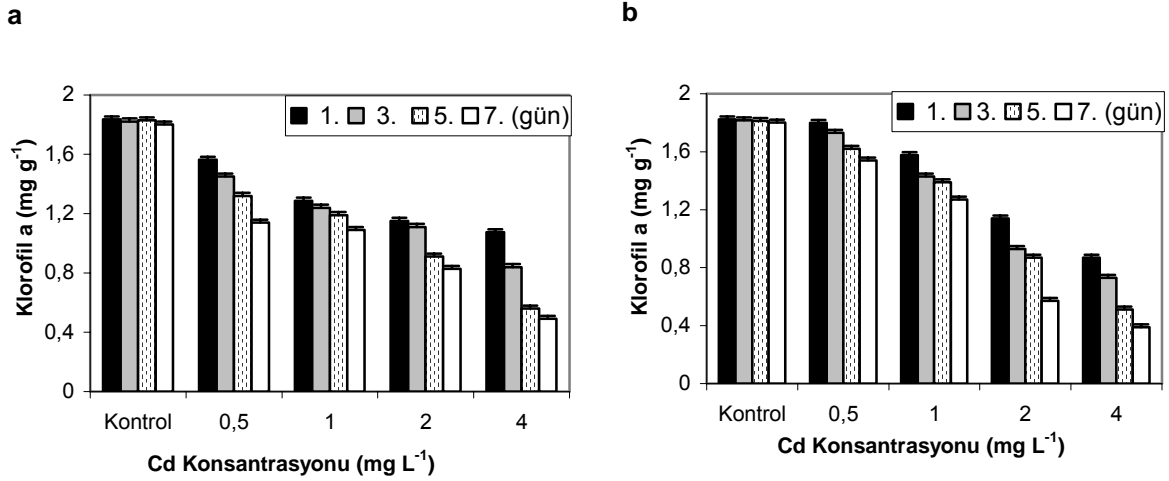 a
2
1. 3. 5. 7. (gün)
1,6
1,2
0,8
0,4
0
Klorofil a (mg g-1)
Kontrol 0,5 1 2 4
Cd Konsantrasyonu (mg L-1)
b
2
1. 3. 5. 7. (gün)
1,6
1,2
0,8
0,4
0
Klorofil a (mg g-1)
Kontrol 0,5 1 2 4
Cd Konsantrasyonu (mg L-1)